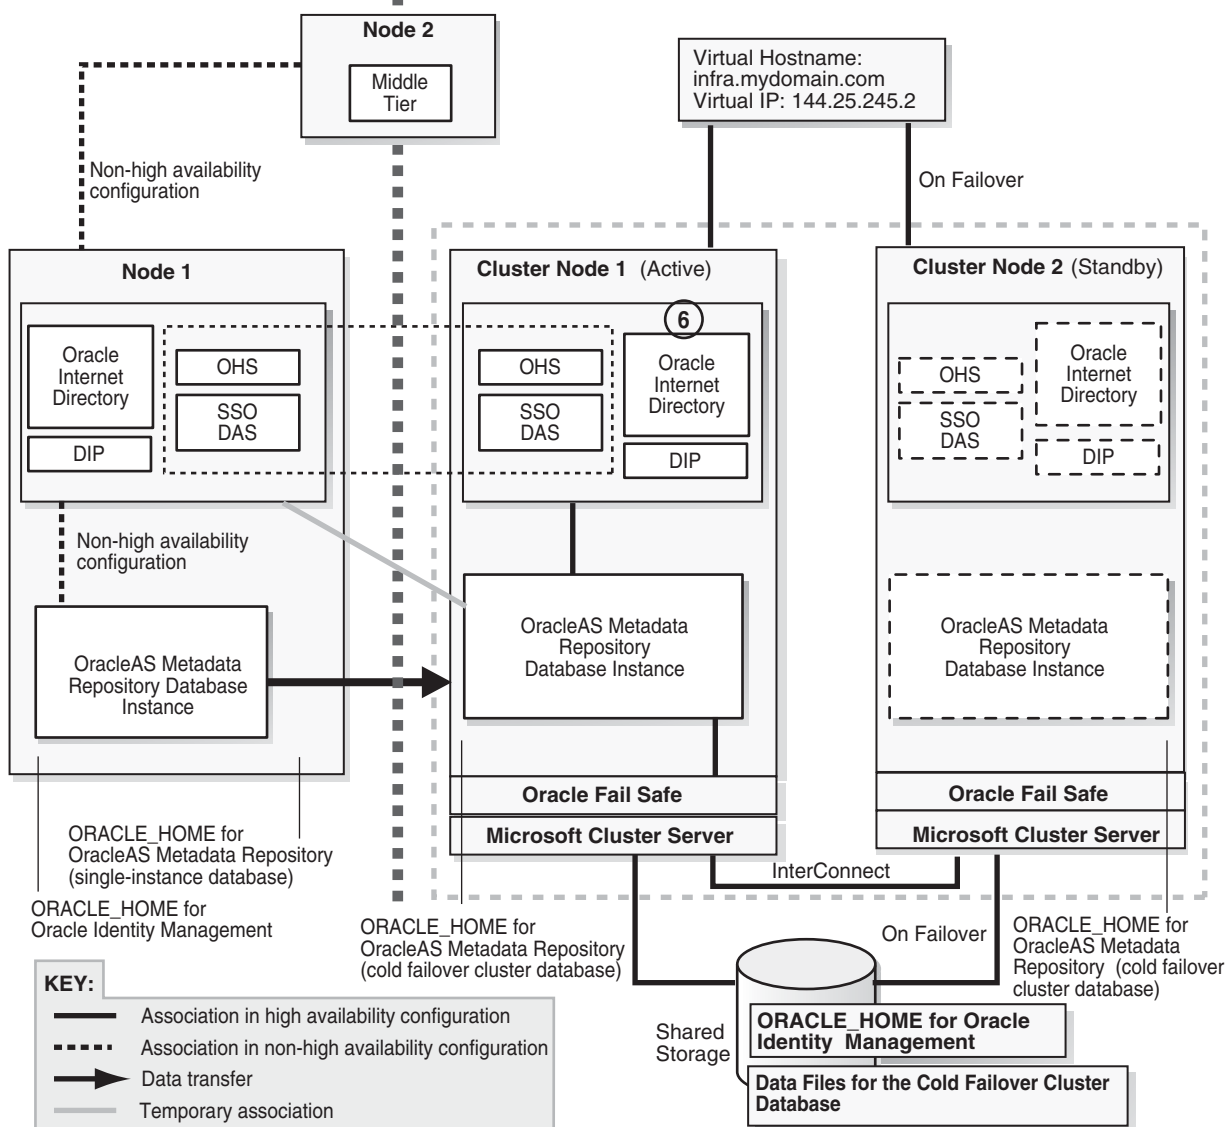 Node 2
Middle
Tier
Virtual Hostname:
infra.mydomain.com
Virtual IP: 144.25.245.2
Non-high availability
configuration
On Failover
Node 1
Oracle
Internet
Directory
DIP
OHS
SSO
DAS
Non-high availability
configuration
OracleAS Metadata
Repository Database
Instance
Cluster Node 1 (Active)
6
OHS
SSO
DAS
Oracle
Internet
Directory
DIP
OracleAS Metadata
Repository
Database Instance
Oracle Fail Safe
Microsoft Cluster Server
Cluster Node 2 (Standby)
OHS
SSO
DAS
Oracle
Internet
Directory
DIP
OracleAS Metadata
Repository
Database Instance
Oracle Fail Safe
Microsoft Cluster Server
InterConnect
ORACLE_HOME for
OracleAS Metadata Repository
(single-instance database)
ORACLE_HOME for
Oracle Identity Management
ORACLE_HOME for
OracleAS Metadata Repository
(cold failover cluster database)
On Failover
ORACLE_HOME for
OracleAS Metadata
Repository (cold failover
cluster database)
Shared
Storage
ORACLE_HOME for Oracle
Identity Management
Data Files for the Cold Failover Cluster
Database
KEY:
Association in high availability configuration
Association in non-high availability configuration
Data transfer
Temporary association